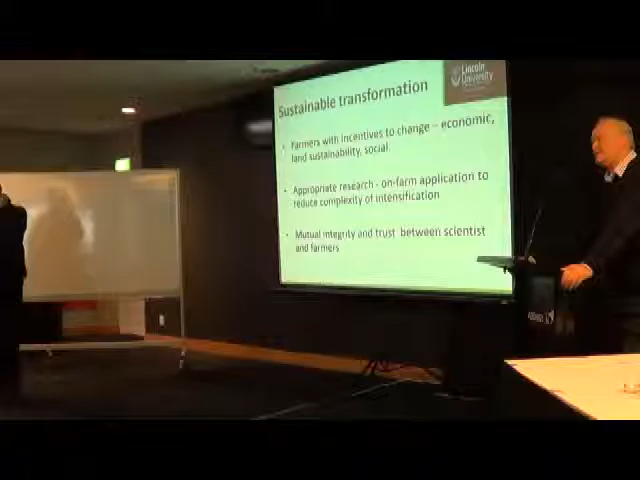 Lincoln
University
Sustainable transformation
• Farmers with incentives to change – economic,
land sustainability, social.
• Appropriate research - on-farm application to
reduce complexity of intensification
• Mutual integrity and trust between scientist
and farmers